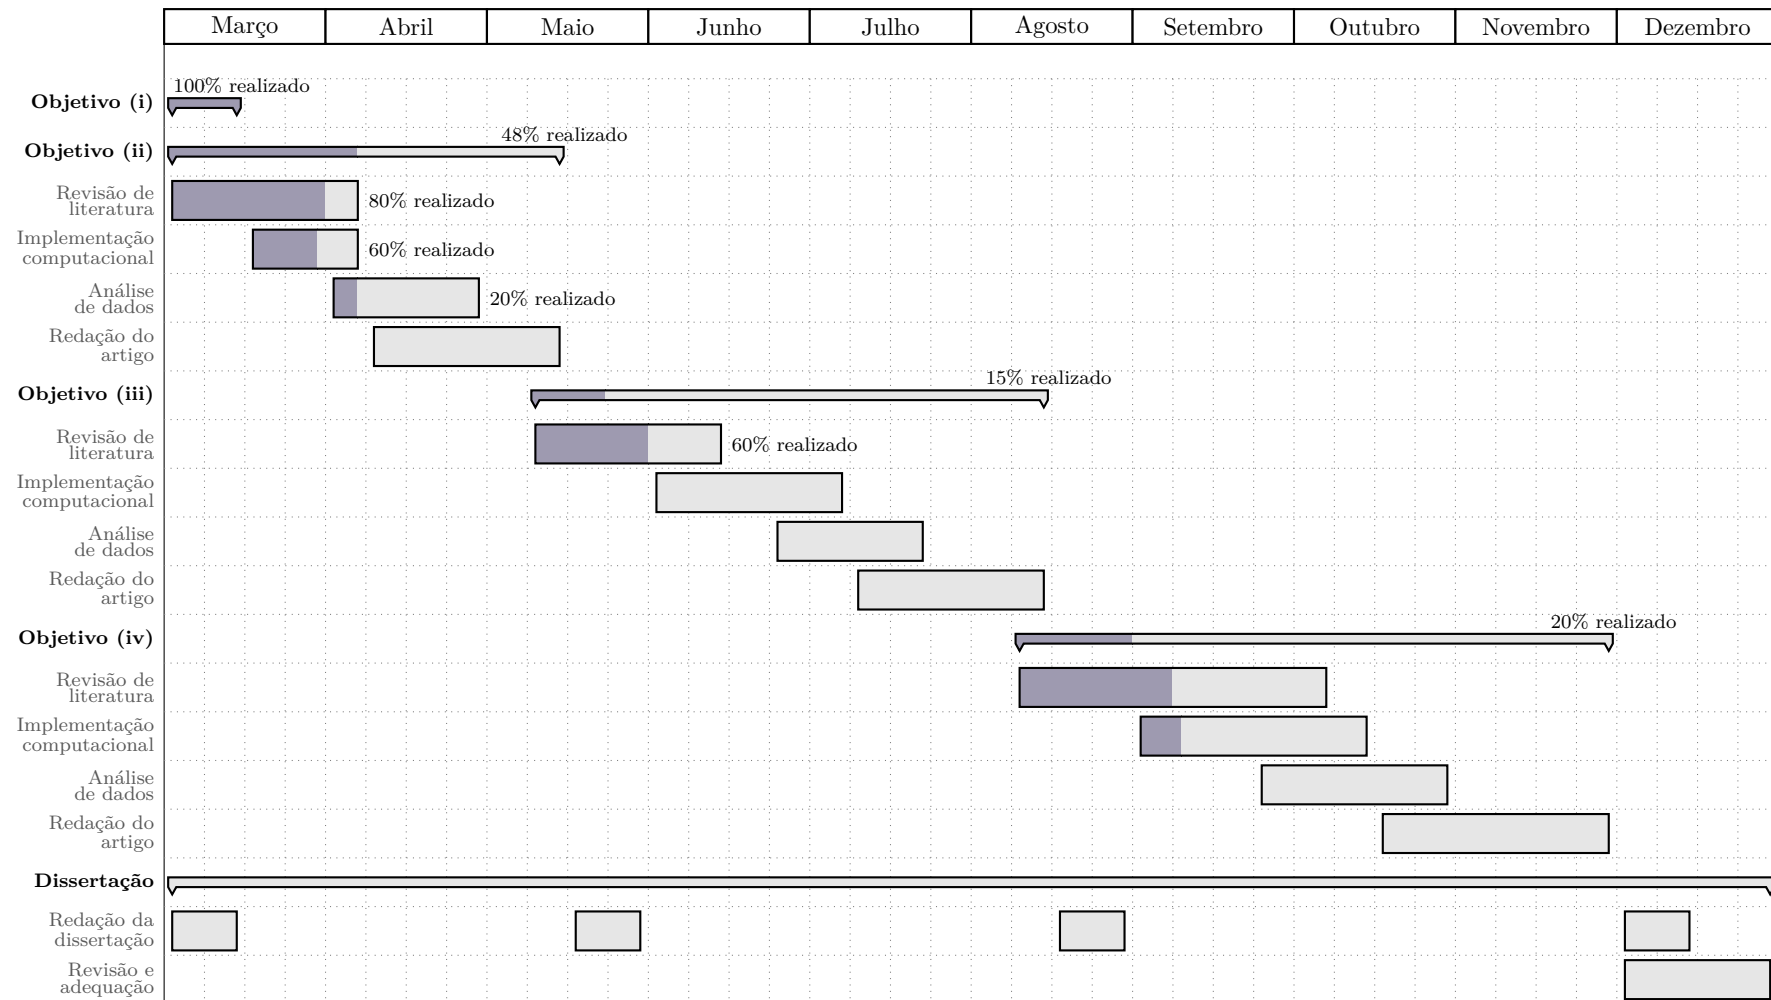 Março Abril Maio Junho Julho Agosto Setembro Outubro Novembro Dezembro
100% realizado
Objetivo (i)
48% realizado
Objetivo (ii)
Revisão de
literatura
80% realizado
Implementação
computacional
60% realizado
Análise
de dados
20% realizado
Redação do
artigo
15% realizado
Objetivo (iii)
Revisão de
literatura
60% realizado
Implementação
computacional
Análise
de dados
Redação do
artigo
20% realizado
Objetivo (iv)
Revisão de
literatura
Implementação
computacional
Análise
de dados
Redação do
artigo
Dissertação
Redação da
dissertação
Revisão e
adequação